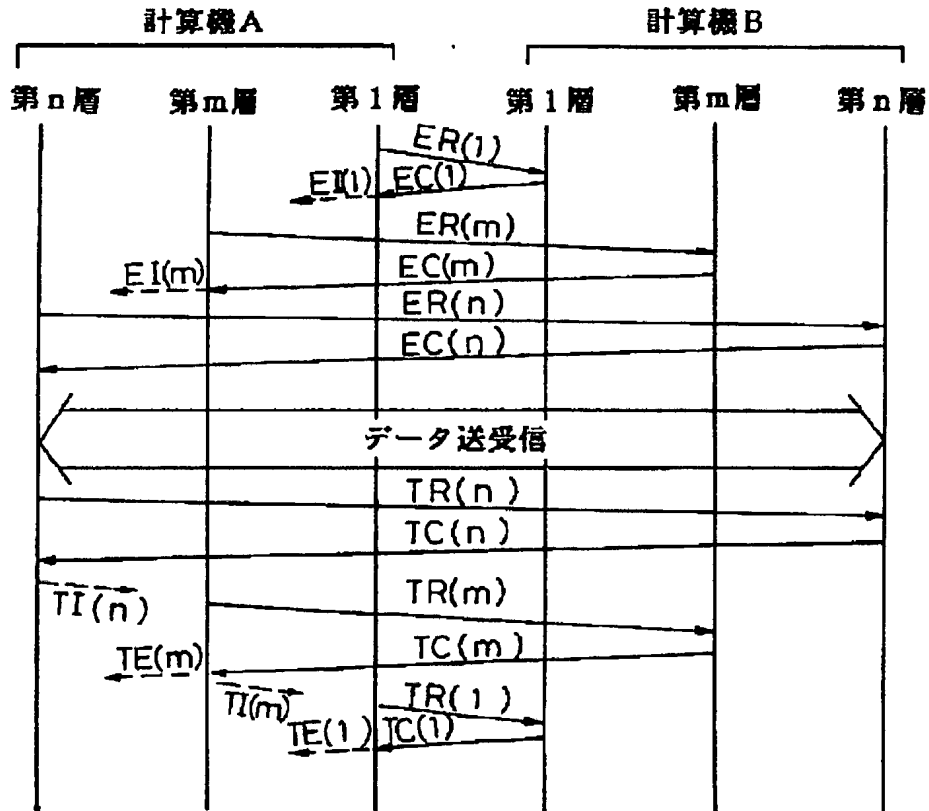 計算機A 計算機B
第n層 第m層 第1層 第1層 第m層 第n層
ER(1)
EI(1) EC(1)
ER(m)
EI(m) EC(m)
ER(n)
EC(n)
データ送受信
TR(n)
TC(n)
TI(n) TR(m)
TE(m) TC(m)
TI(m) TR(1)
TE(1) TC(1)